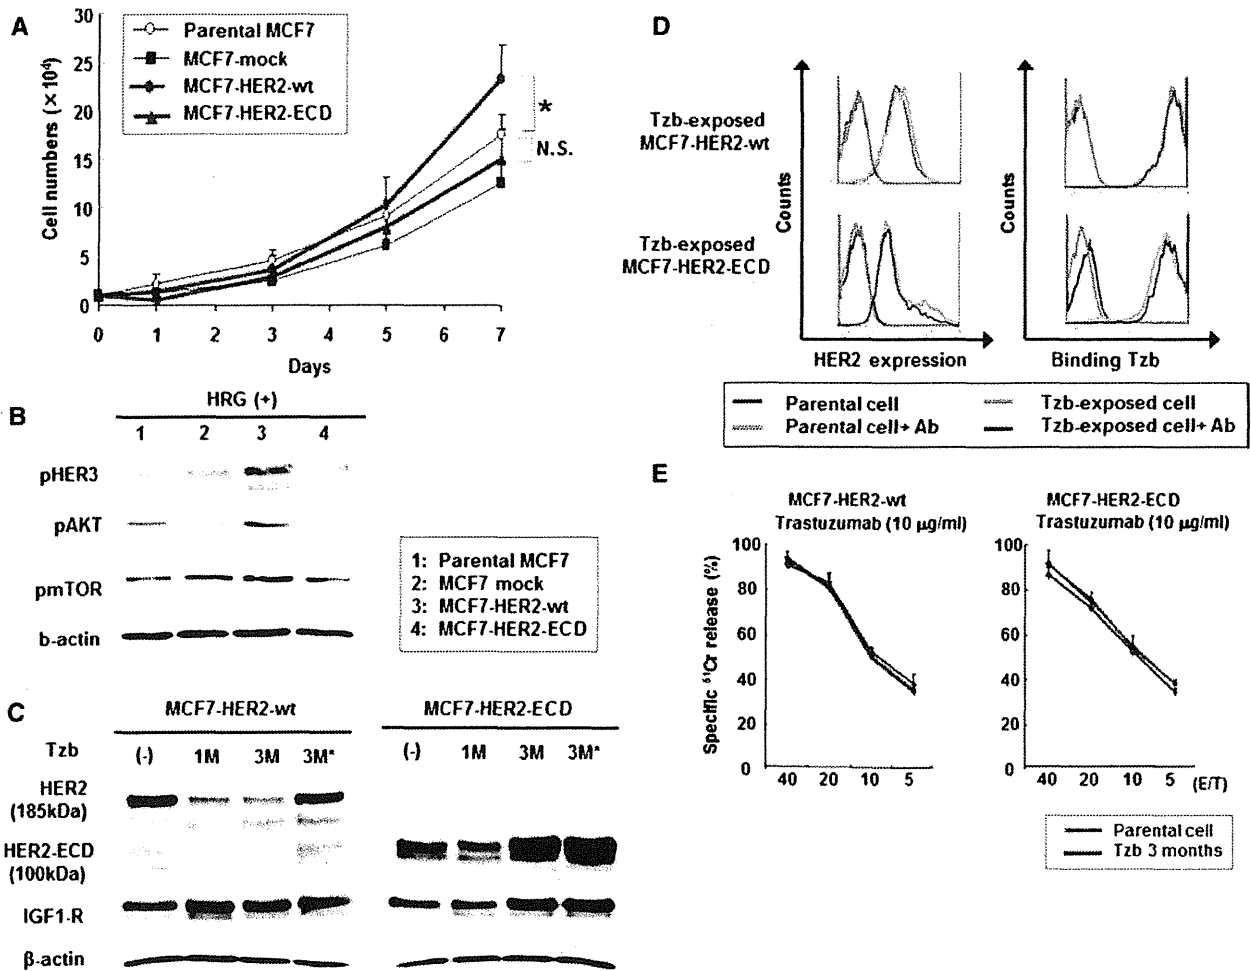 A
30
25
20
15
10
5
0
Cell numbers (×10⁴)
Parental MCF7
MCF7-mock
MCF7-HER2-wt
MCF7-HER2-ECD
*
N.S.
0 1 2 3 4 5 6 7
Days
B
HRG (+)
1 2 3 4
pHER3
pAKT
pmTOR
b-actin
1: Parental MCF7
2: MCF7 mock
3: MCF7-HER2-wt
4: MCF7-HER2-ECD
C
MCF7-HER2-wt
MCF7-HER2-ECD
Tzb (-) 1M 3M 3M* (-) 1M 3M 3M*
HER2
(185kDa)
HER2-ECD
(100kDa)
IGF1-R
β-actin
D
Tzb-exposed
MCF7-HER2-wt
Tzb-exposed
MCF7-HER2-ECD
Counts
Counts
HER2 expression
Binding Tzb
Parental cell
Tzb-exposed cell
Parental cell+ Ab
Tzb-exposed cell+ Ab
E
MCF7-HER2-wt
Trastuzumab (10 μg/ml)
MCF7-HER2-ECD
Trastuzumab (10 μg/ml)
Specific ⁵¹Cr release (%)
100
80
60
40
20
0
40 20 10 5
100
80
60
40
20
0
40 20 10 5 (E/T)
Parental cell
Tzb 3 months